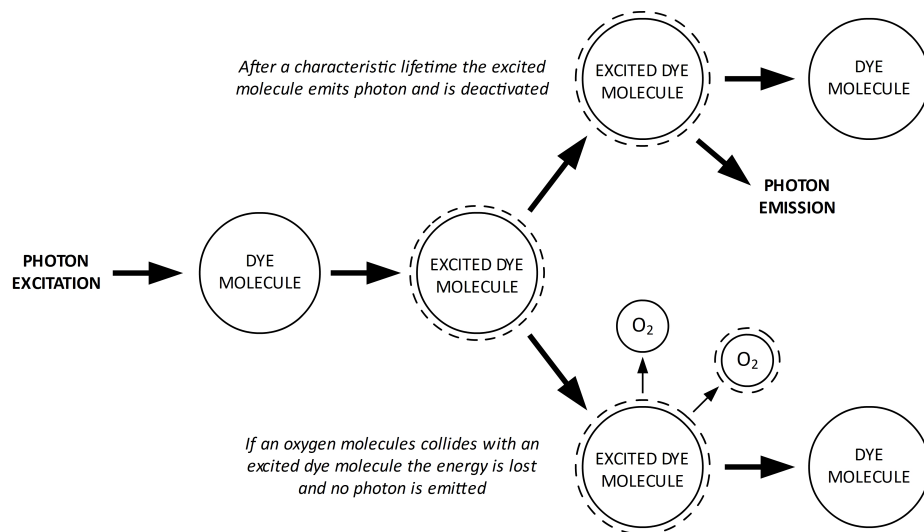 After a characteristic lifetime the excited
molecule emits photon and is deactivated
EXCITED DYE
MOLECULE
DYE
MOLECULE
PHOTON
EMISSION
PHOTON
EXCITATION
DYE
MOLECULE
EXCITED DYE
MOLECULE
O₂
O₂
If an oxygen molecules collides with an
excited dye molecule the energy is lost
and no photon is emitted
EXCITED DYE
MOLECULE
DYE
MOLECULE